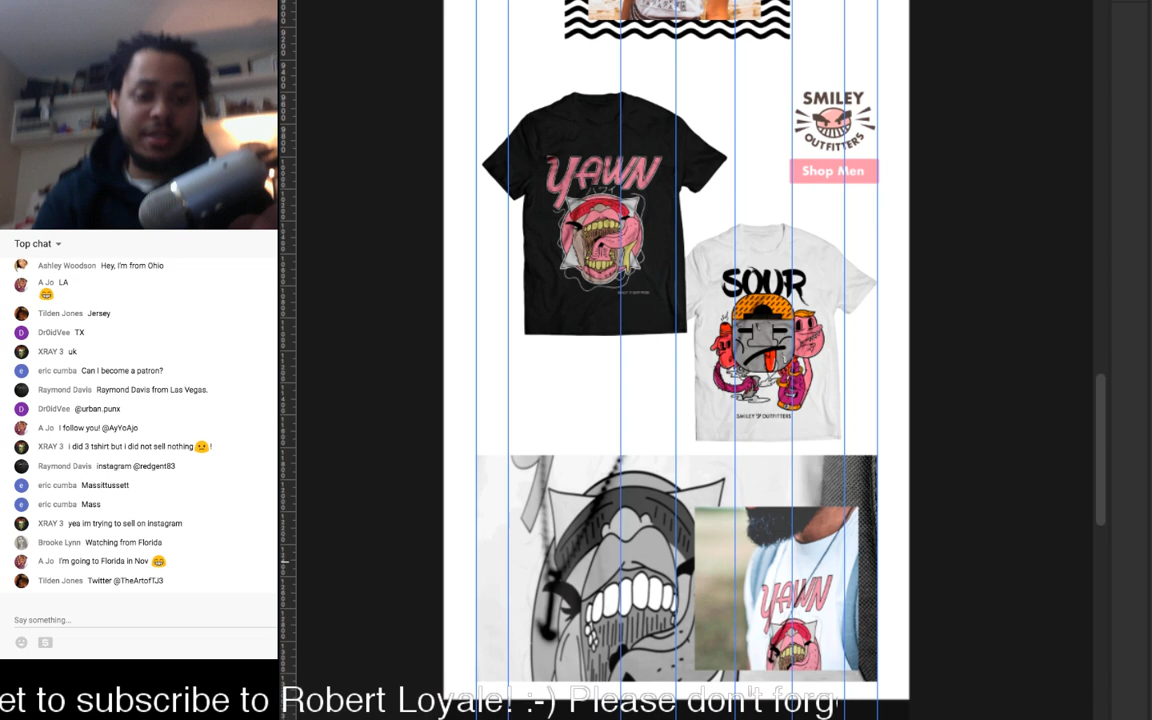 Top chat
Ashley Woodson Hey, I'm from Ohio
A Jo LA
Tilden Jones Jersey
Dr0idVee TX
XRAY 3 uk
eric cumba Can I become a patron?
Raymond Davis Raymond Davis from Las Vegas.
Dr0idVee @urban.punx
A Jo I follow you! @AyYoAjo
XRAY 3 i did 3 tshirt but i did not sell nothing !
Raymond Davis instagram @redgent83
eric cumba Massittussett
eric cumba Mass
XRAY 3 yea im trying to sell on instagram
Brooke Lynn Watching from Florida
A Jo I'm going to Florida in Nov
Tilden Jones Twitter @TheArtofTJ3
Say something...
SMILEY
OUTFITTERS
Shop Men
YAWN
SOUR
SMILEY OUTFITTERS
YAWN
et to subscribe to Robert Loyale! :-) Please don't forg